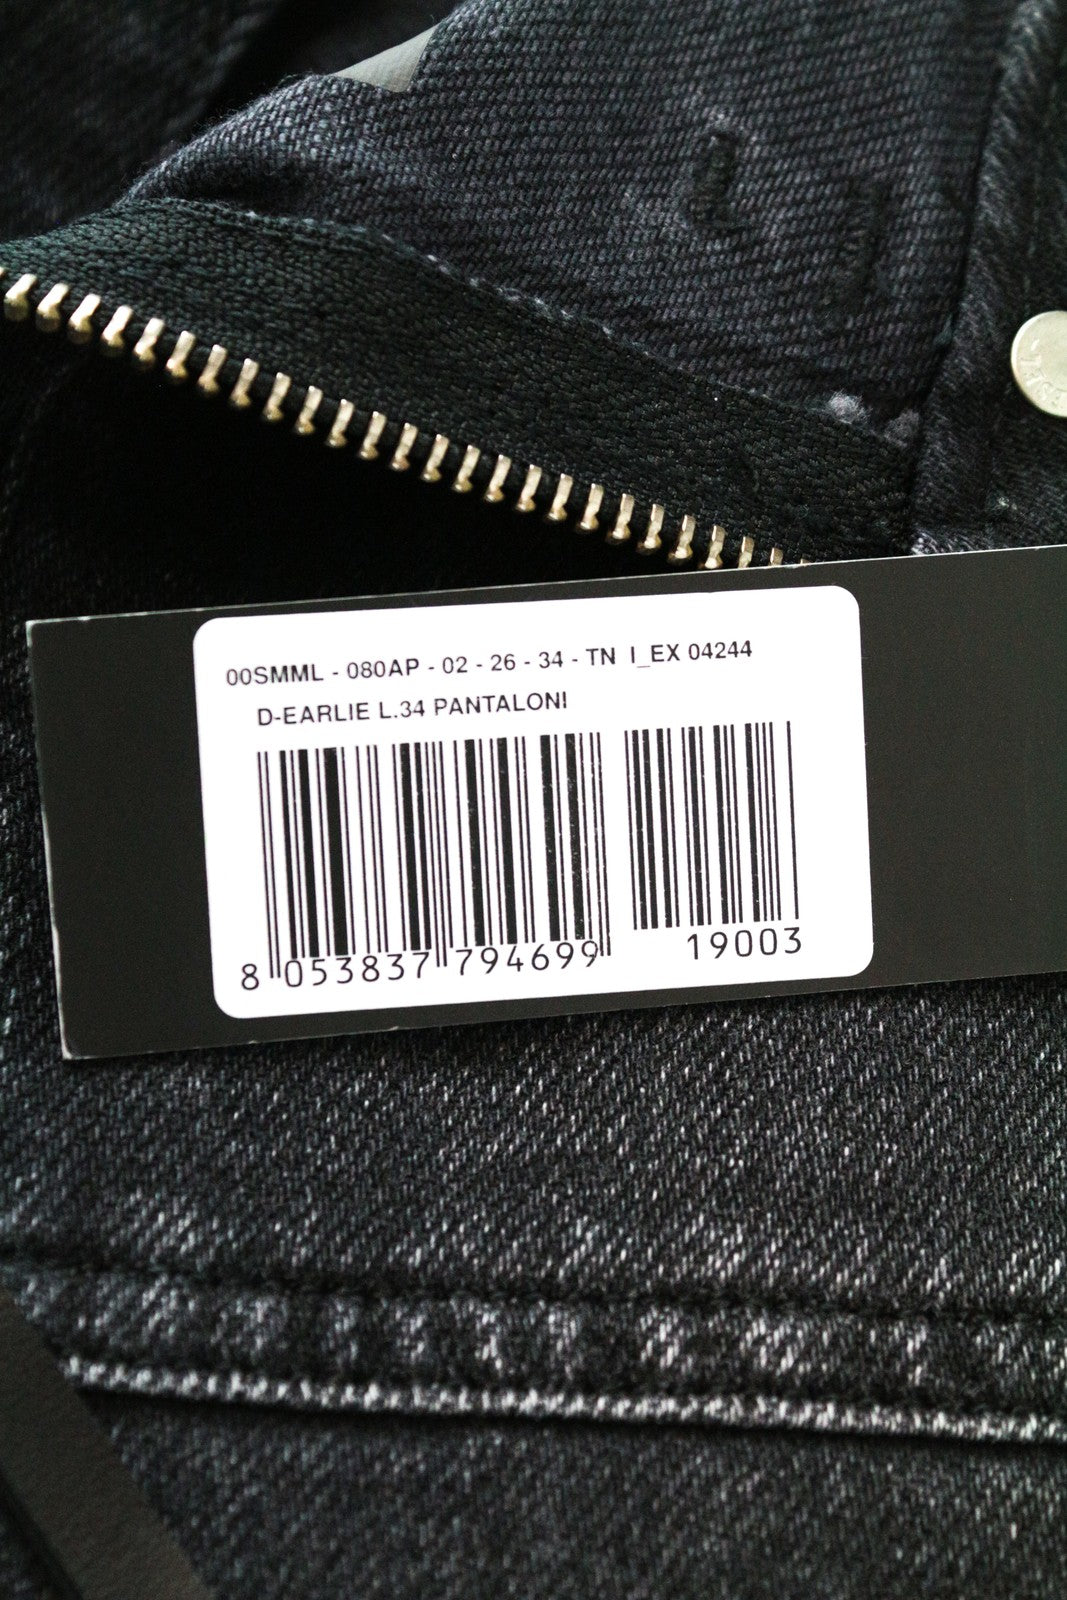 00SMML - 080AP - 02 - 26 - 34 - TN I_EX 04244
D-EARLIE L.34 PANTALONI
8 053837 794699 19003